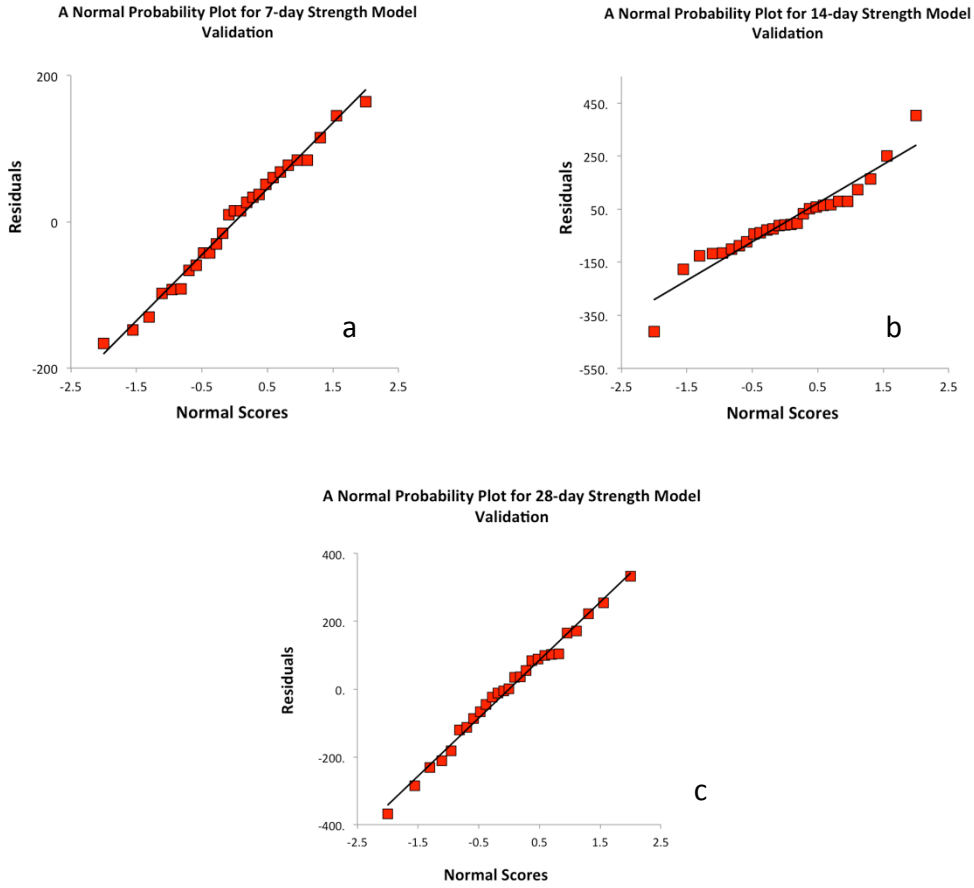 A Normal Probability Plot for 7-day Strength Model
Validation
200
0
-200
-2.5
-1.5
-0.5
0.5
1.5
2.5
Residuals
Normal Scores
a
A Normal Probability Plot for 14-day Strength Model
Validation
450.
250.
50.
-150.
-350.
-550.
-2.5
-1.5
-0.5
0.5
1.5
2.5
Residuals
Normal Scores
b
A Normal Probability Plot for 28-day Strength Model
Validation
400.
200.
0.
-200.
-400.
-2.5
-1.5
-0.5
0.5
1.5
2.5
Residuals
Normal Scores
c